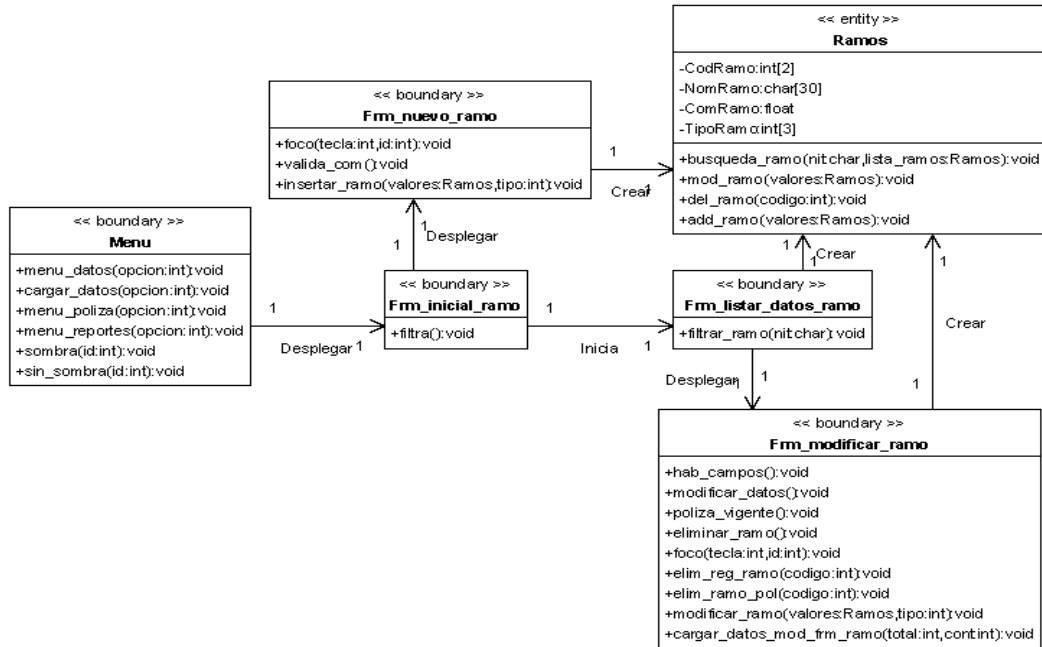 << entity >>
Ramos
-CodRamo:int[2]
-NomRamo:char[30]
-ComRamo:float
-TipoRamo:int[3]
+busqueda_ramo(nit:char,lista_ramos:Ramos):void
+mod_ramo(valores:Ramos):void
+del_ramo(codigo:int):void
+add_ramo(valores:Ramos):void
<< boundary >>
Frm_nuevo_ramo
+foco(tecla:int,id:int):void
+valida_com():void
+insertar_ramo(valores:Ramos,tipo:int):void
1
Crear
1
<< boundary >>
Menu
+menu_datos(opcion:int):void
+cargar_datos(opcion:int):void
+menu_poliza(opcion:int):void
+menu_reportes(opcion:int):void
+sombra(id:int):void
+sin_sombra(id:int):void
1
Desplegar
1
1
Desplegar
1
<< boundary >>
Frm_inicial_ramo
+filtra():void
1
Inicia
1
1
Crear
1
<< boundary >>
Frm_listar_datos_ramo
+filtrar_ramo(nit:char):void
1
Desplegar
1
1
Crear
1
<< boundary >>
Frm_modificar_ramo
+hab_campos():void
+modificar_datos():void
+poliza_vigente():void
+eliminar_ramo():void
+foco(tecla:int,id:int):void
+elim_reg_ramo(codigo:int):void
+elim_ramo_pol(codigo:int):void
+modificar_ramo(valores:Ramos,tipo:int):void
+cargar_datos_mod_frm_ramo(total:int,cont:int):void